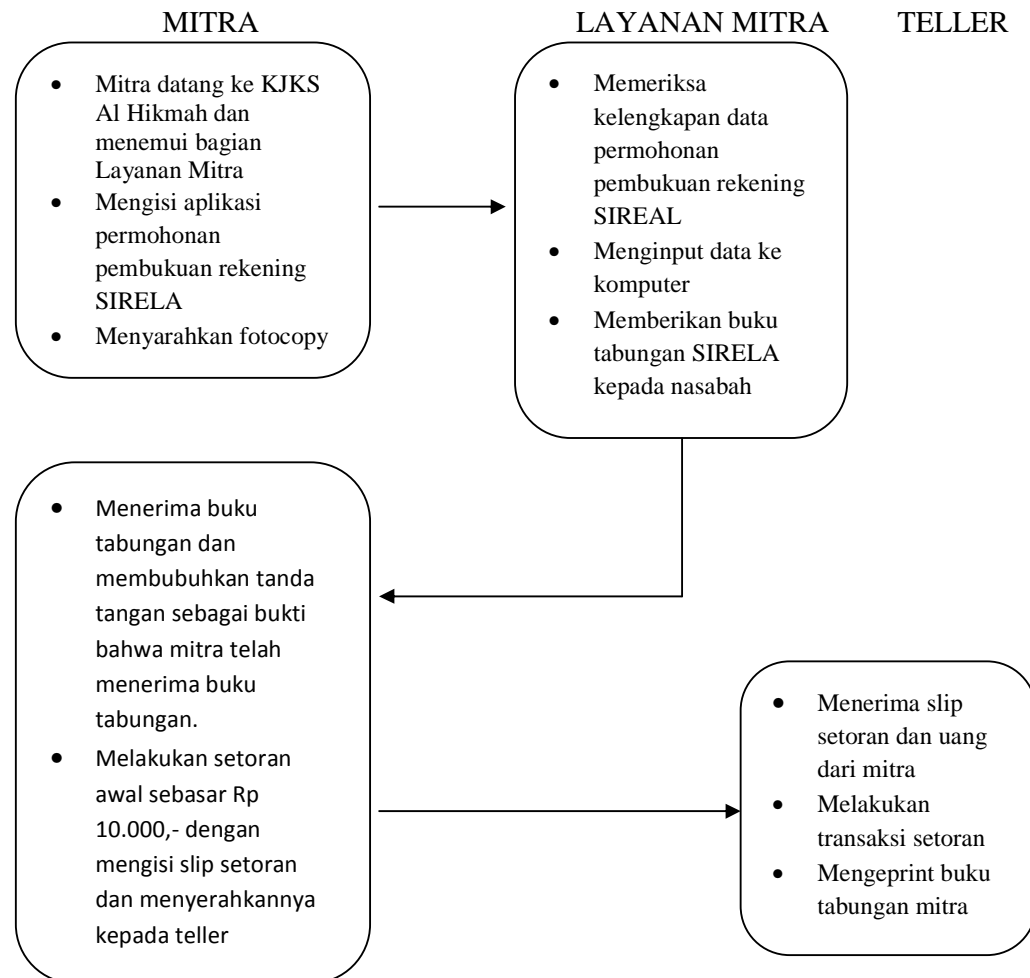 MITRA
LAYANAN MITRA
TELLER
• Mitra datang ke KJKS
Al Hikmah dan
menemui bagian
Layanan Mitra
• Mengisi aplikasi
permohonan
pembukuan rekening
SIRELA
• Menyarahkan fotocopy
• Memeriksa
kelengkapan data
permohonan
pembukuan rekening
SIREAL
• Menginput data ke
komputer
• Memberikan buku
tabungan SIRELA
kepada nasabah
• Menerima buku
tabungan dan
membubuhkan tanda
tangan sebagai bukti
bahwa mitra telah
menerima buku
tabungan.
• Melakukan setoran
awal sebasar Rp
10.000,- dengan
mengisi slip setoran
dan menyerahkannya
kepada teller
• Menerima slip
setoran dan uang
dari mitra
• Melakukan
transaksi setoran
• Mengeprint buku
tabungan mitra